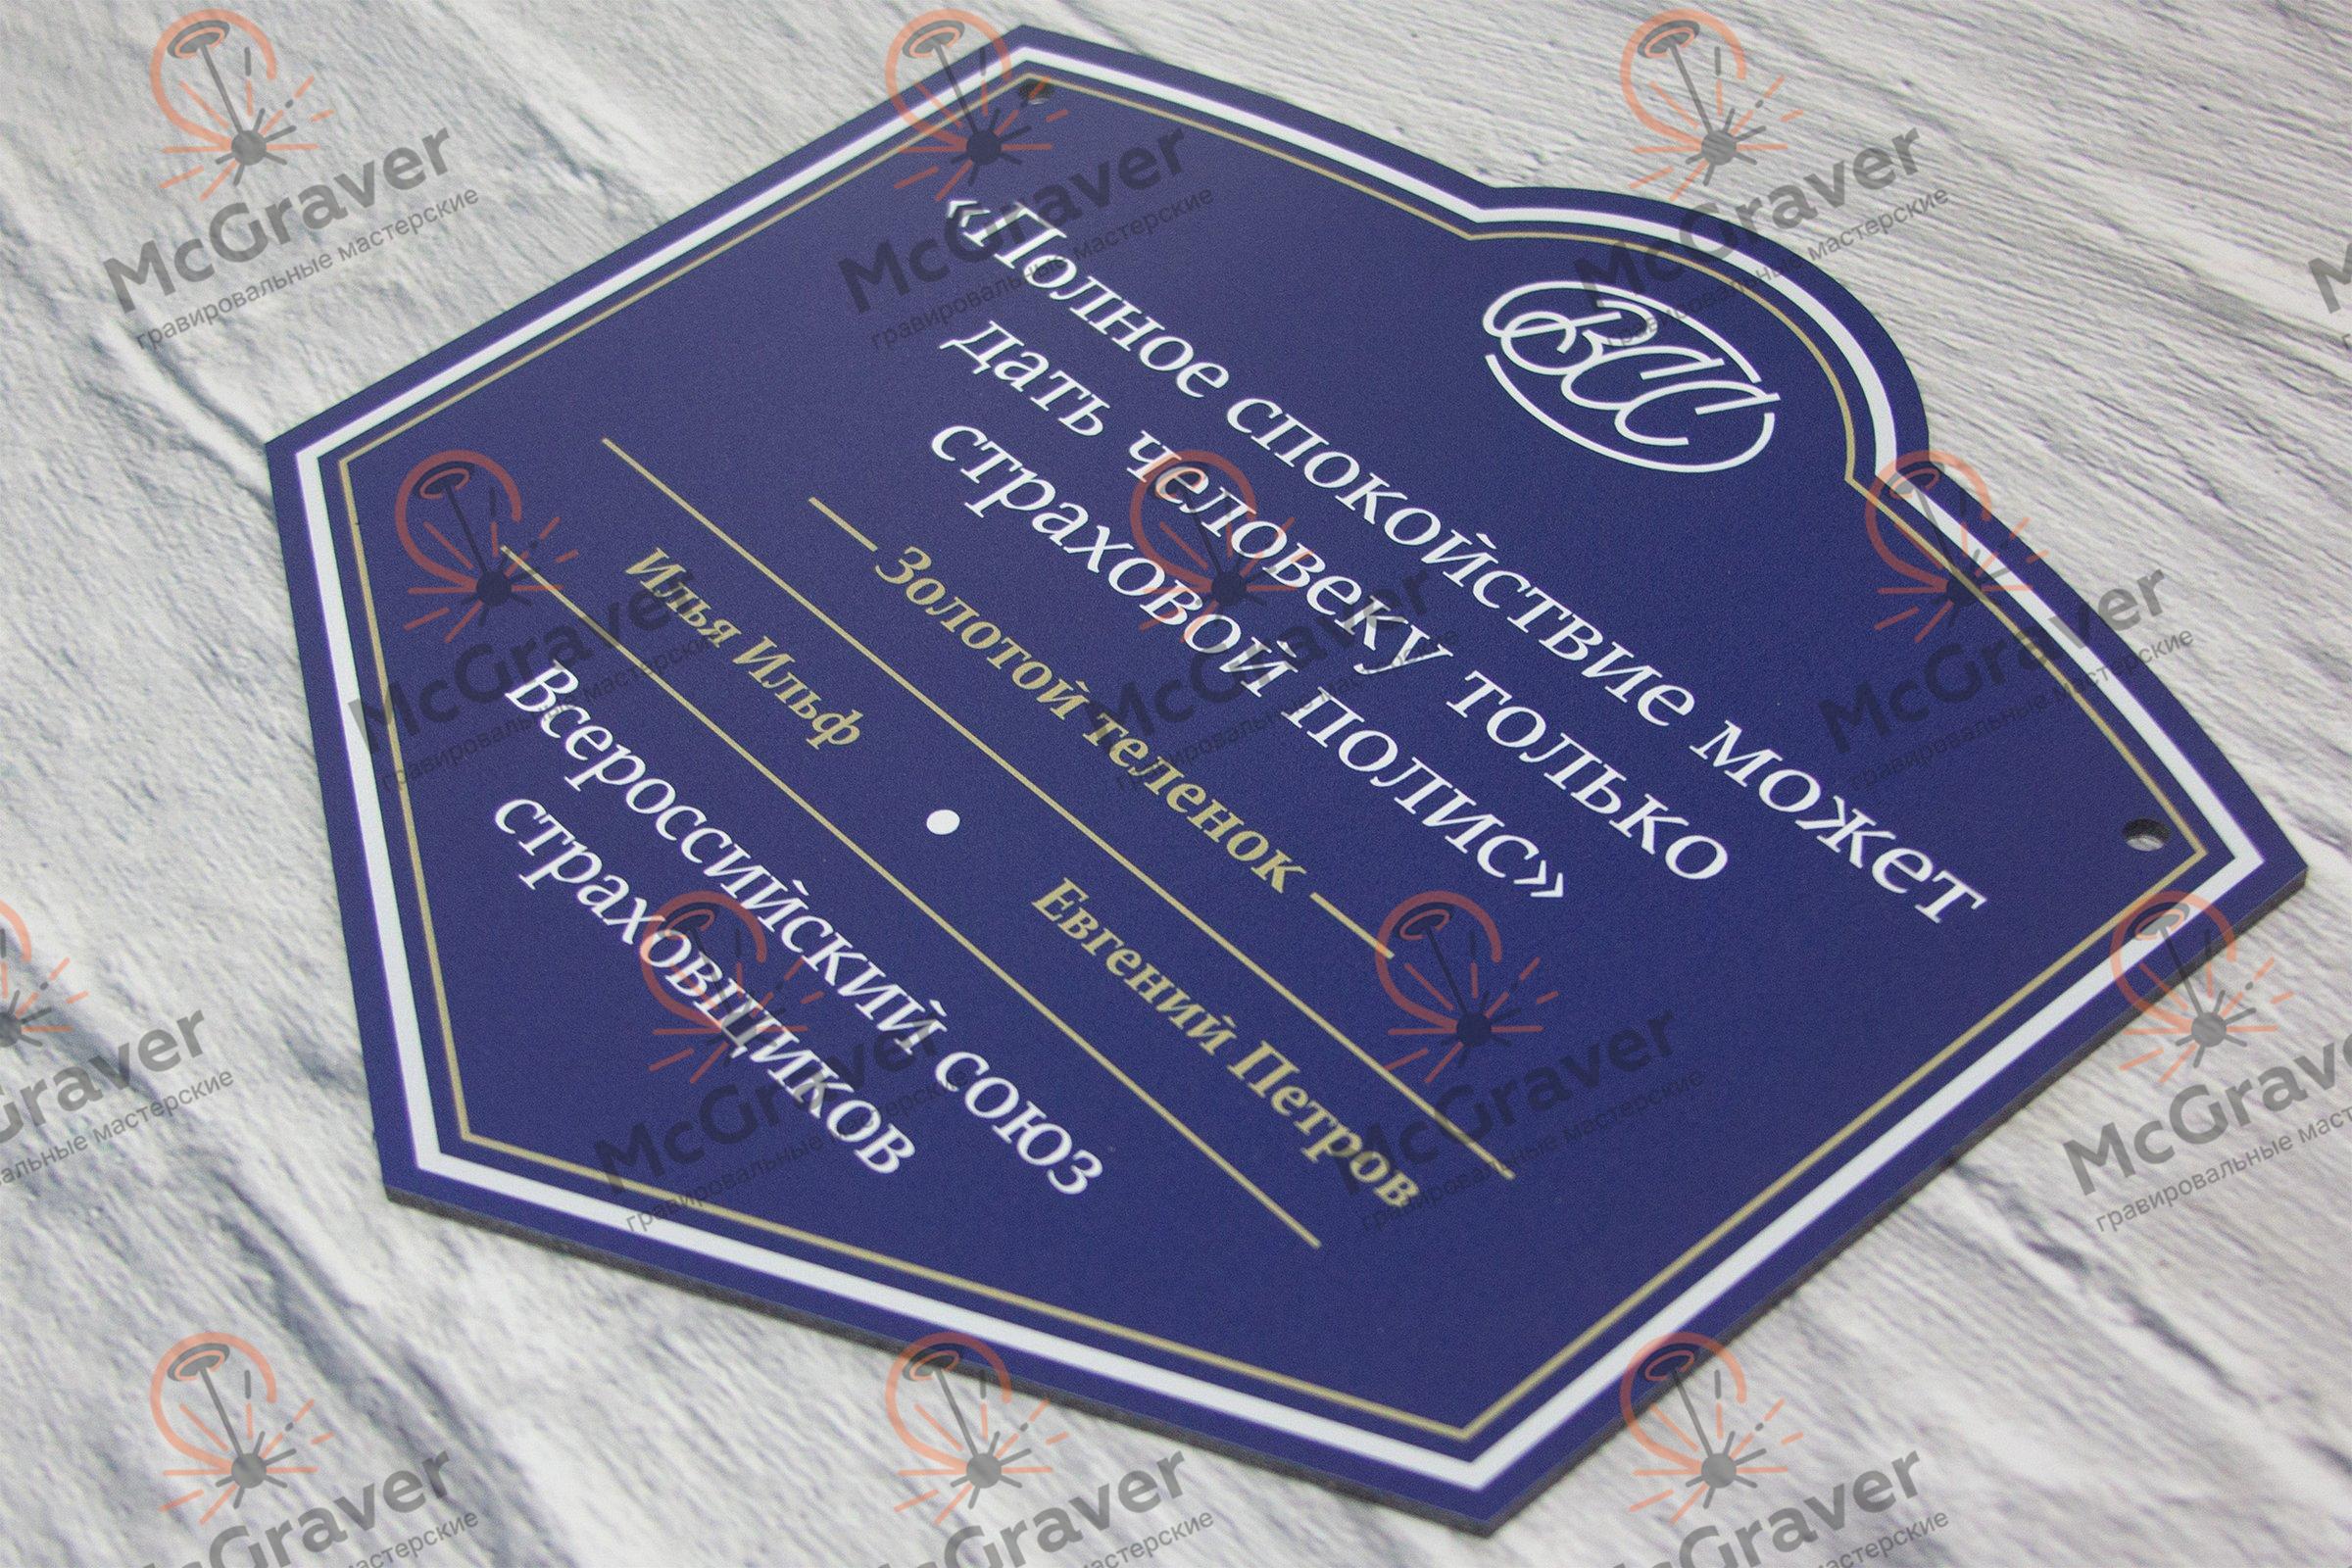 ВСС
«Полное спокойствие может
дать человеку только
страховой полис»
Золотой теленок
Илья Ильф • Евгений Петров
Всероссийский союз
страховщиков
McGraver
гравировальные мастерские